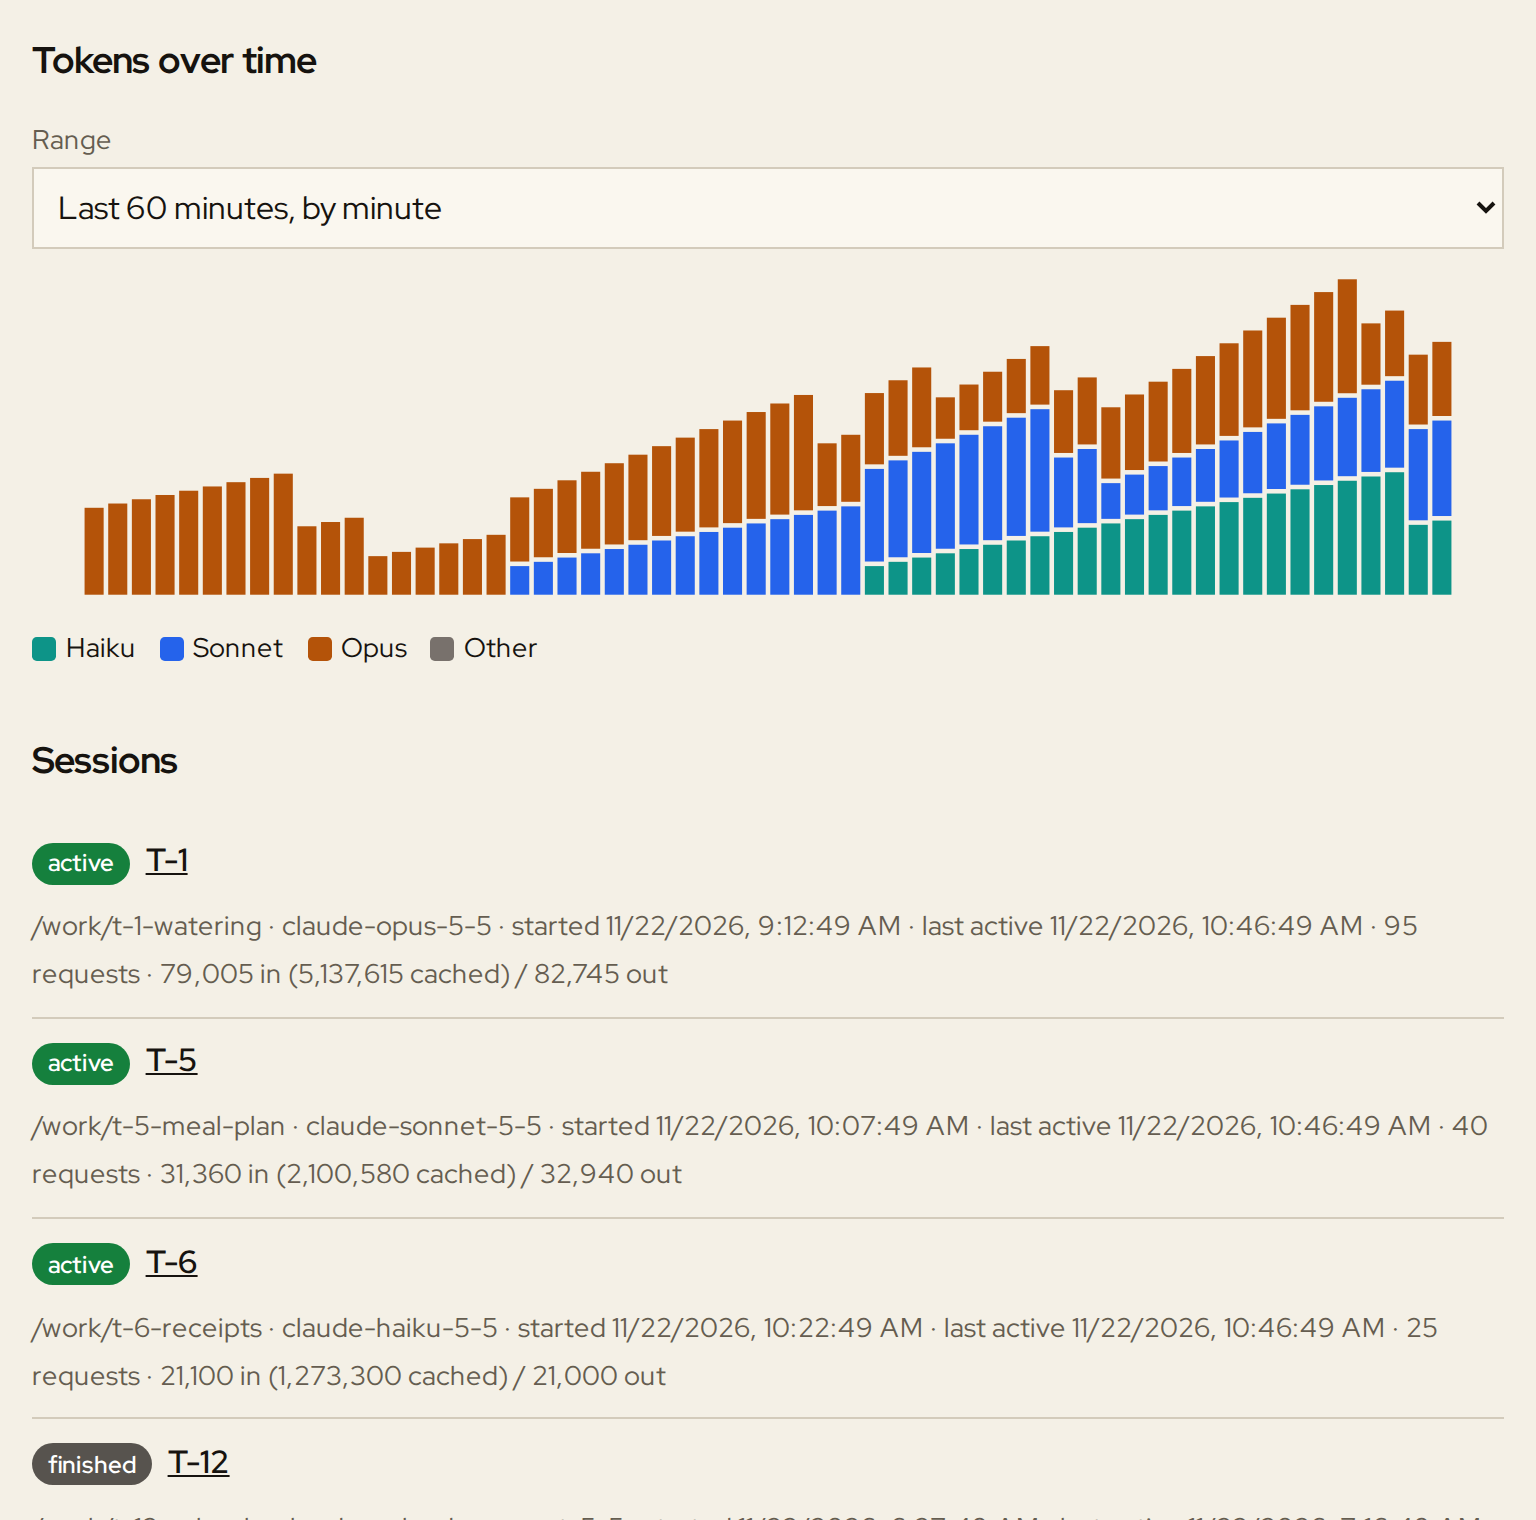 Tokens over time
Range
Last 60 minutes, by minute
Haiku Sonnet Opus Other
Sessions
active T-1
/work/t-1-watering · claude-opus-5-5 · started 11/22/2026, 9:12:49 AM · last active 11/22/2026, 10:46:49 AM · 95
requests · 79,005 in (5,137,615 cached) / 82,745 out
active T-5
/work/t-5-meal-plan · claude-sonnet-5-5 · started 11/22/2026, 10:07:49 AM · last active 11/22/2026, 10:46:49 AM · 40
requests · 31,360 in (2,100,580 cached) / 32,940 out
active T-6
/work/t-6-receipts · claude-haiku-5-5 · started 11/22/2026, 10:22:49 AM · last active 11/22/2026, 10:46:49 AM · 25
requests · 21,100 in (1,273,300 cached) / 21,000 out
finished T-12